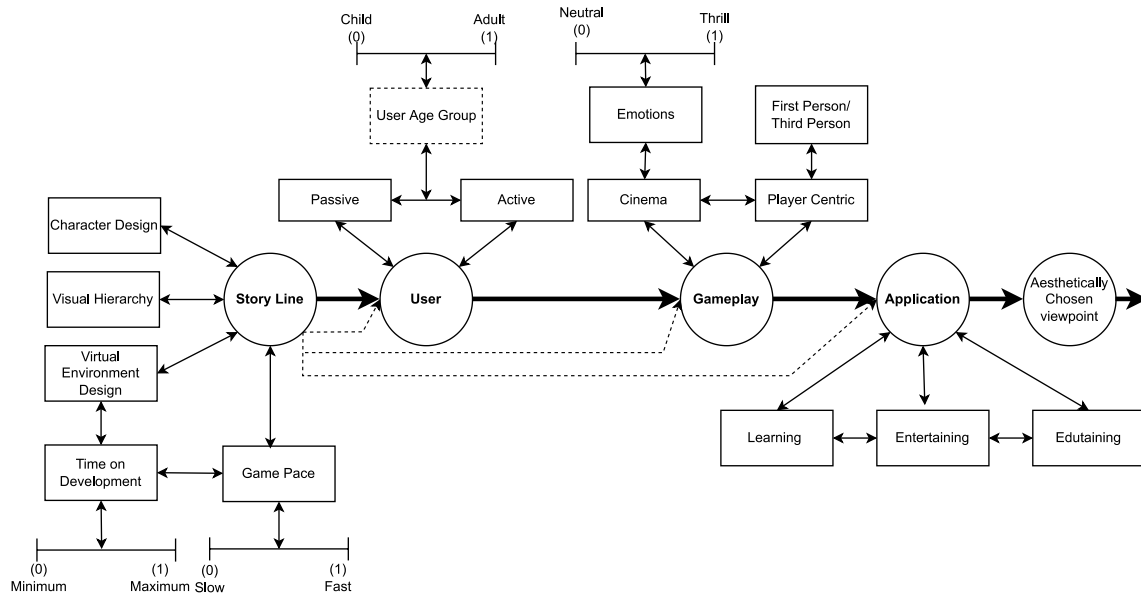 Child
(0)
Adult
(1)
Neutral
(0)
Thrill
(1)
User Age Group
Emotions
First Person/
Third Person
Passive
Active
Cinema
Player Centric
Character Design
Visual Hierarchy
Virtual
Environment
Design
Story Line
User
Gameplay
Application
Aesthetically
Chosen
viewpoint
Time on
Development
Game Pace
Learning
Entertaining
Edutaining
(0)
Minimum
(1)
Maximum
(0)
Slow
(1)
Fast